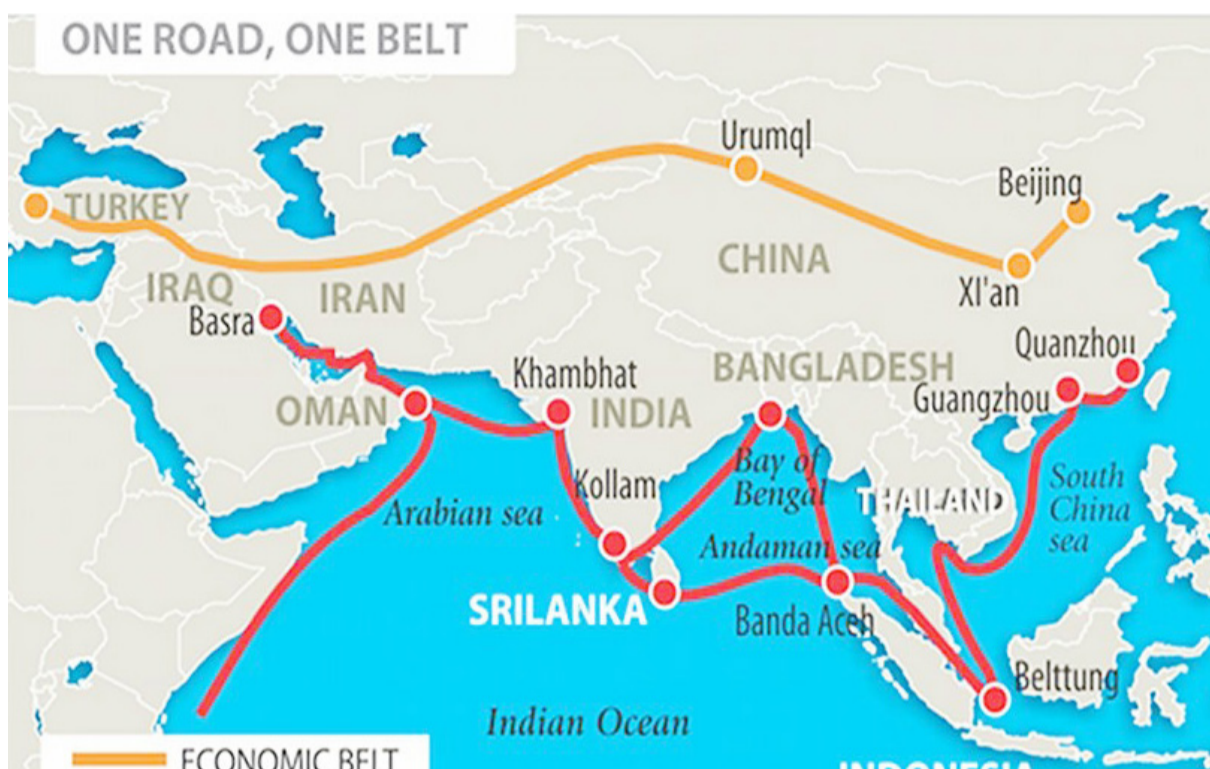 ONE ROAD, ONE BELT
Urumql
Beijing
TURKEY
CHINA
IRAQ
IRAN
XI'an
Basra
Quanzhou
Khambhat
BANGLADESH
Guangzhou
OMAN
INDIA
Bay of
Bengal
Kollam
South
China
sea
THAILAND
Arabian sea
Andaman sea
SRILANKA
Banda Aceh
Belttung
Indian Ocean
ECONOMIC BELT
INDONESIA